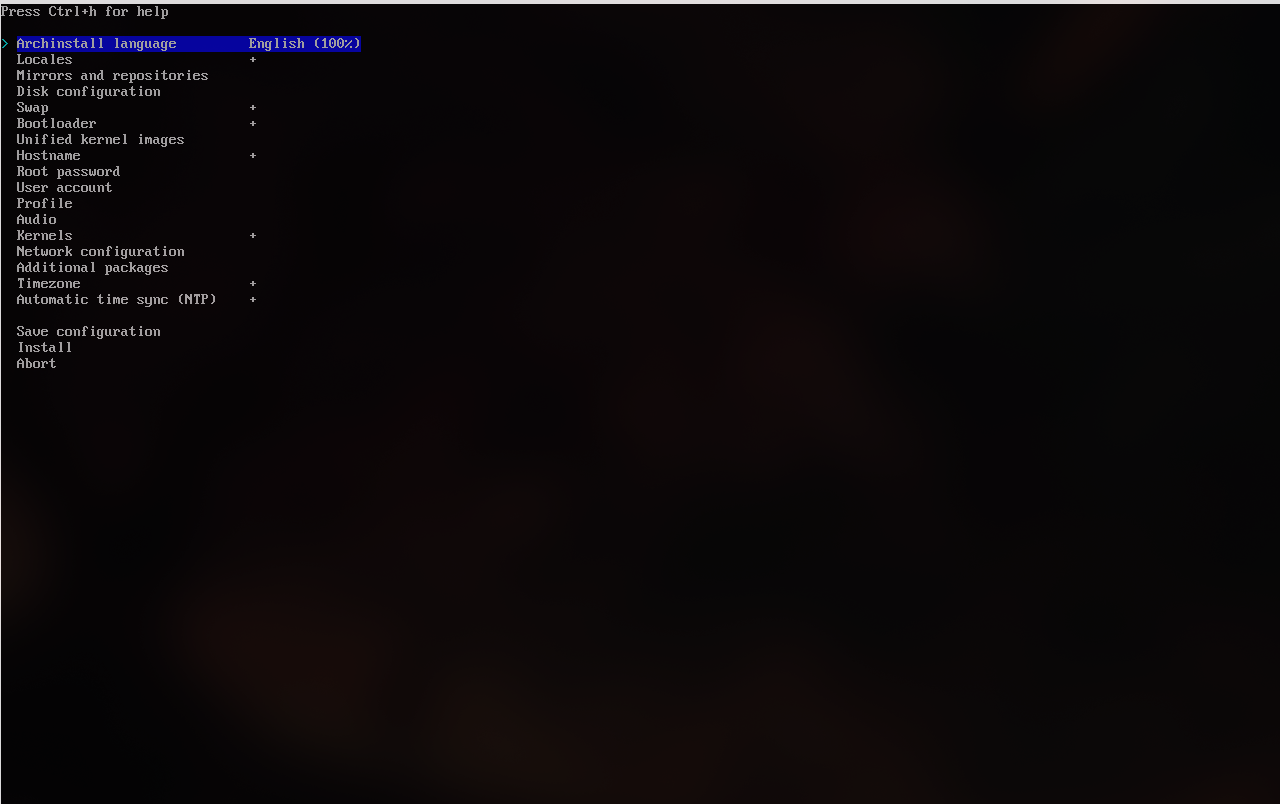 Press Ctrl+h for help
> Archinstall language English (100%)
Locales +
Mirrors and repositories
Disk configuration
Swap +
Bootloader +
Unified kernel images
Hostname +
Root password
User account
Profile
Audio
Kernels +
Network configuration
Additional packages
Timezone +
Automatic time sync (NTP) +
Save configuration
Install
Abort